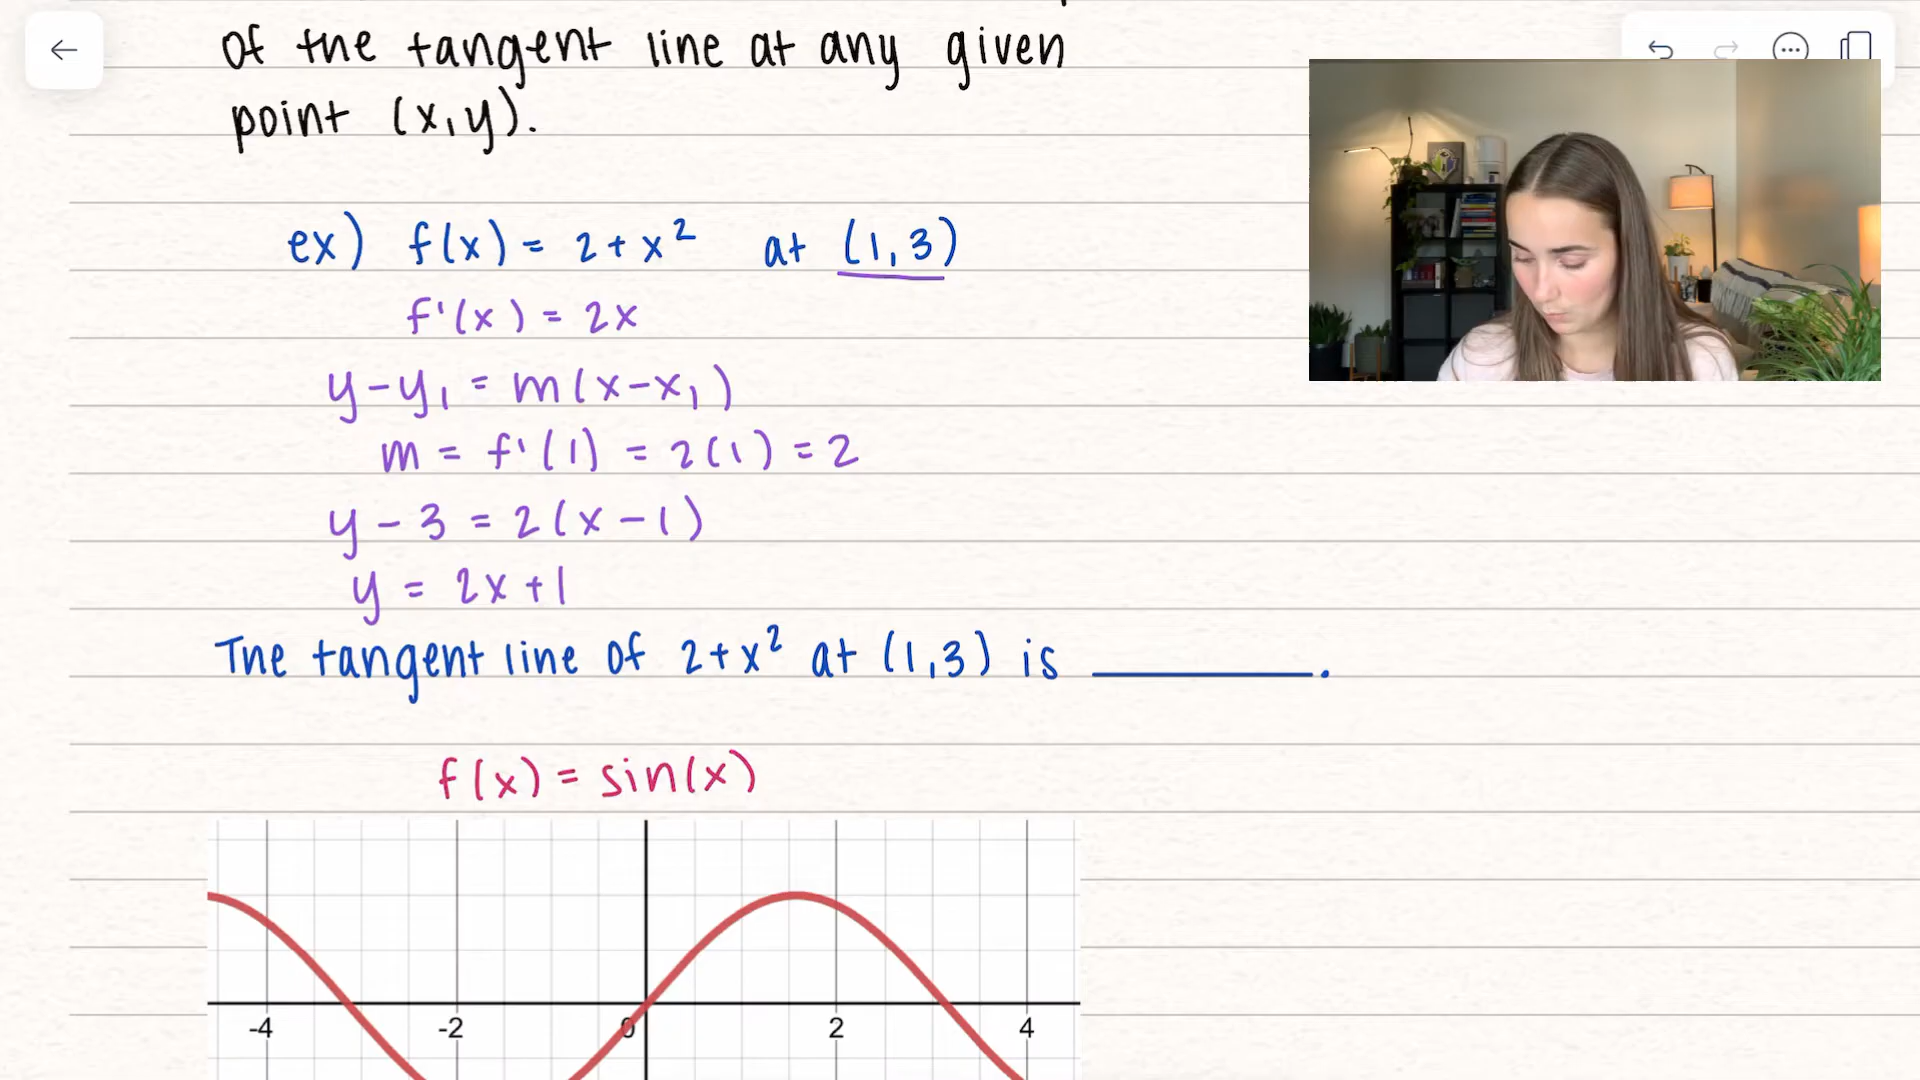 of the tangent line at any given
point (x,y).
ex) f(x) = 2+x² at (1,3)
f'(x) = 2x
y-y₁ = m(x-x₁)
m = f'(1) = 2(1) = 2
y-3 = 2(x-1)
y = 2x+1
The tangent line of 2+x² at (1,3) is ________.
f(x) = sin(x)
-4 -2 0 2 4